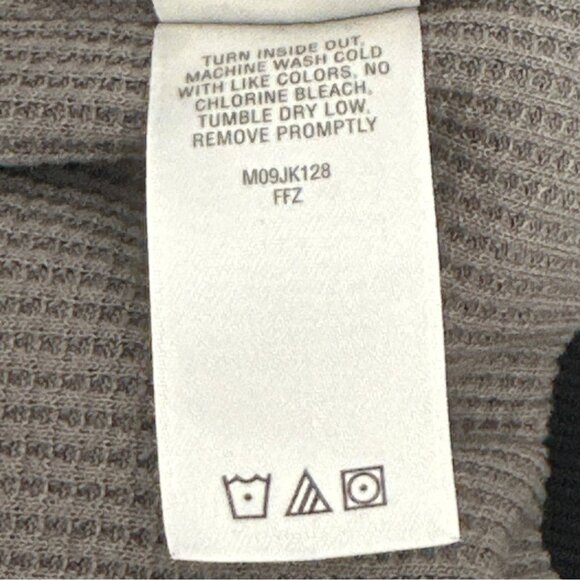 TURN INSIDE OUT,
MACHINE WASH COLD
WITH LIKE COLORS, NO
CHLORINE BLEACH,
TUMBLE DRY LOW,
REMOVE PROMPTLY
M09JK128
FFZ